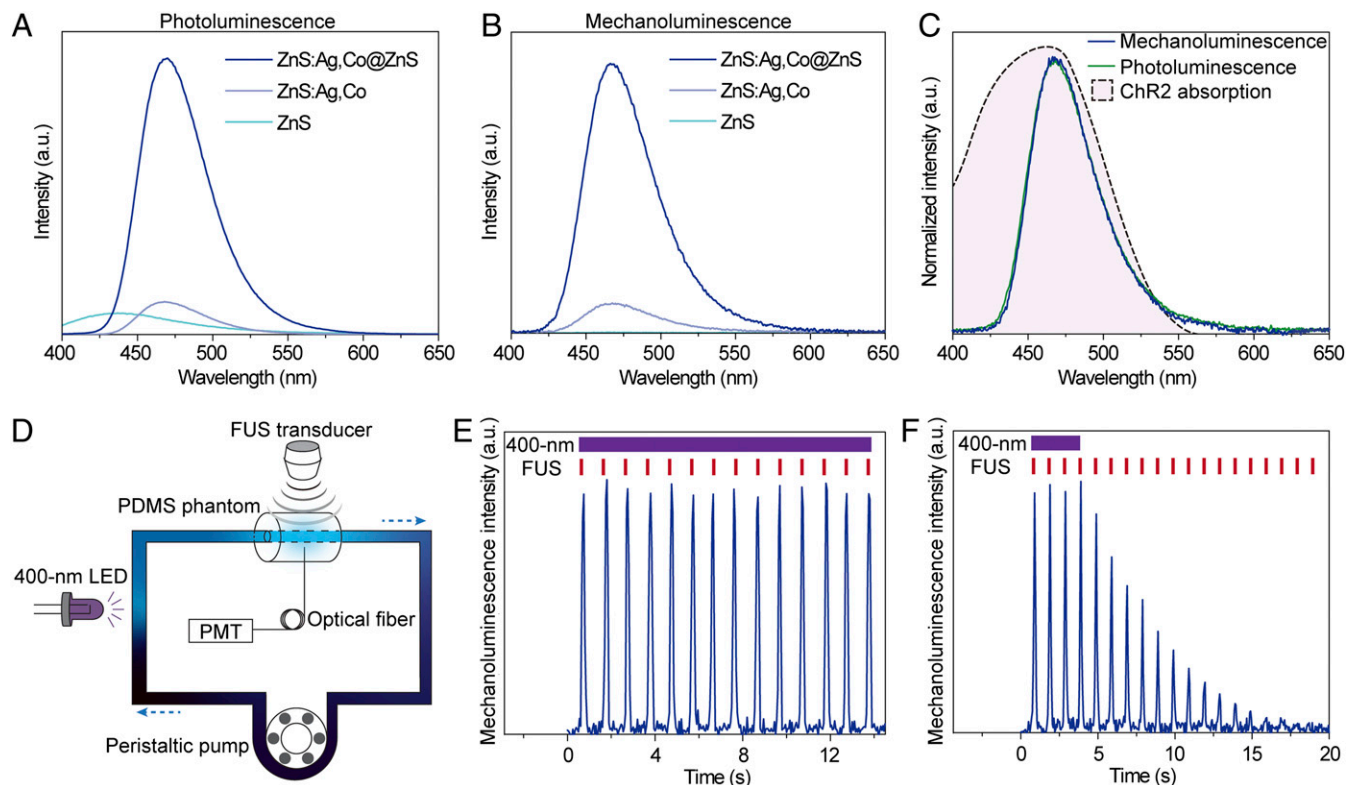 A
Photoluminescence
ZnS:Ag,Co@ZnS
ZnS:Ag,Co
ZnS
Intensity (a.u.)
400 450 500 550 600 650
Wavelength (nm)
B
Mechanoluminescence
ZnS:Ag,Co@ZnS
ZnS:Ag,Co
ZnS
Intensity (a.u.)
400 450 500 550 600 650
Wavelength (nm)
C
Mechanoluminescence
Photoluminescence
ChR2 absorption
Normalized intensity (a.u.)
400 450 500 550 600 650
Wavelength (nm)
D
FUS transducer
PDMS phantom
400-nm LED
Optical fiber
PMT
Peristaltic pump
E
400-nm
FUS
Mechanoluminescence intensity (a.u.)
0 4 8 12
Time (s)
F
400-nm
FUS
Mechanoluminescence intensity (a.u.)
0 5 10 15 20
Time (s)